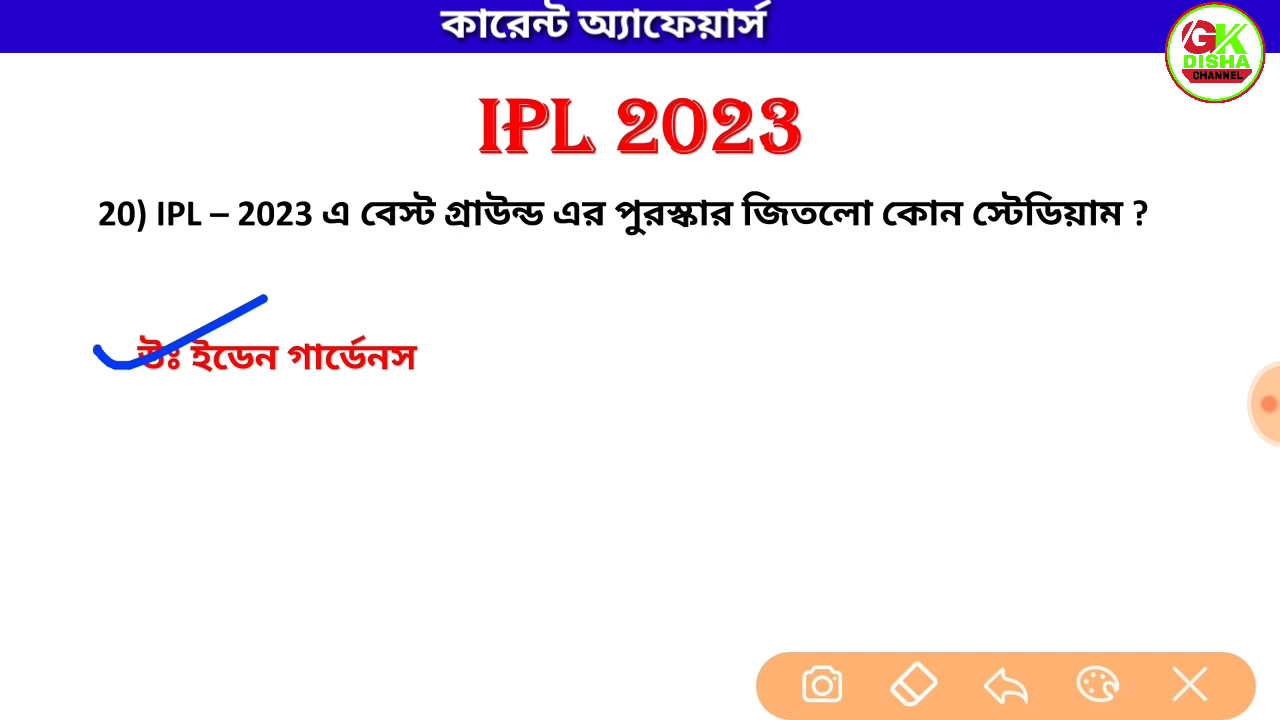 কারেন্ট অ্যাফেয়ার্স
GK
DISHA
CHANNEL
IPL 2023
20) IPL – 2023 এ বেস্ট গ্রাউন্ড এর পুরস্কার জিতলো কোন স্টেডিয়াম ?
উঃ ইডেন গার্ডেনস